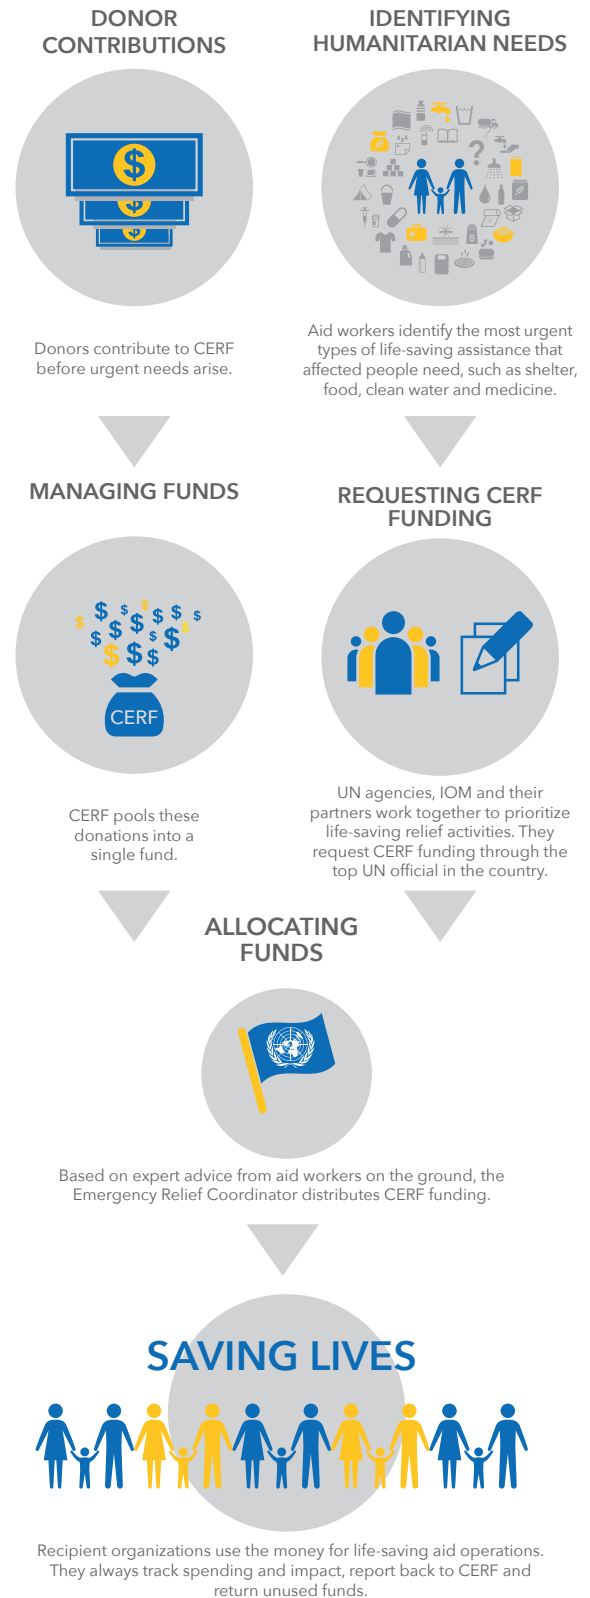 DONOR
CONTRIBUTIONS
$
$
$
Donors contribute to CERF
before urgent needs arise.
IDENTIFYING
HUMANITARIAN NEEDS
?
$
Aid workers identify the most urgent
types of life-saving assistance that
affected people need, such as shelter,
food, clean water and medicine.
MANAGING FUNDS
$ $ $ $ $ $ $ $
$ $ $ $ $ $
$ $ $
CERF
CERF pools these
donations into a
single fund.
REQUESTING CERF
FUNDING
UN agencies, IOM and their
partners work together to prioritize
life-saving relief activities. They
request CERF funding through the
top UN official in the country.
ALLOCATING
FUNDS
Based on expert advice from aid workers on the ground, the
Emergency Relief Coordinator distributes CERF funding.
SAVING LIVES
Recipient organizations use the money for life-saving aid operations.
They always track spending and impact, report back to CERF and
return unused funds.